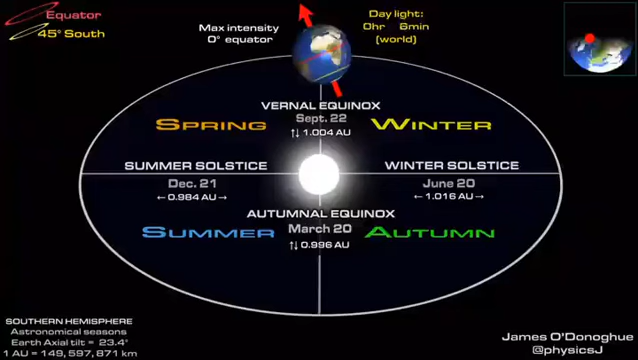 Equator
45° South
Max intensity
0° equator
Day light:
0hr 6min
(world)
VERNAL EQUINOX
Sept. 22
↑↓ 1.004 AU
SPRING
WINTER
SUMMER SOLSTICE
Dec. 21
← 0.984 AU →
WINTER SOLSTICE
June 20
← 1.016 AU →
AUTUMNAL EQUINOX
March 20
↑↓ 0.996 AU
SUMMER
AUTUMN
SOUTHERN HEMISPHERE
Astronomical seasons
Earth Axial tilt = 23.4°
1 AU = 149,597,871 km
James O'Donoghue
@physicsJ